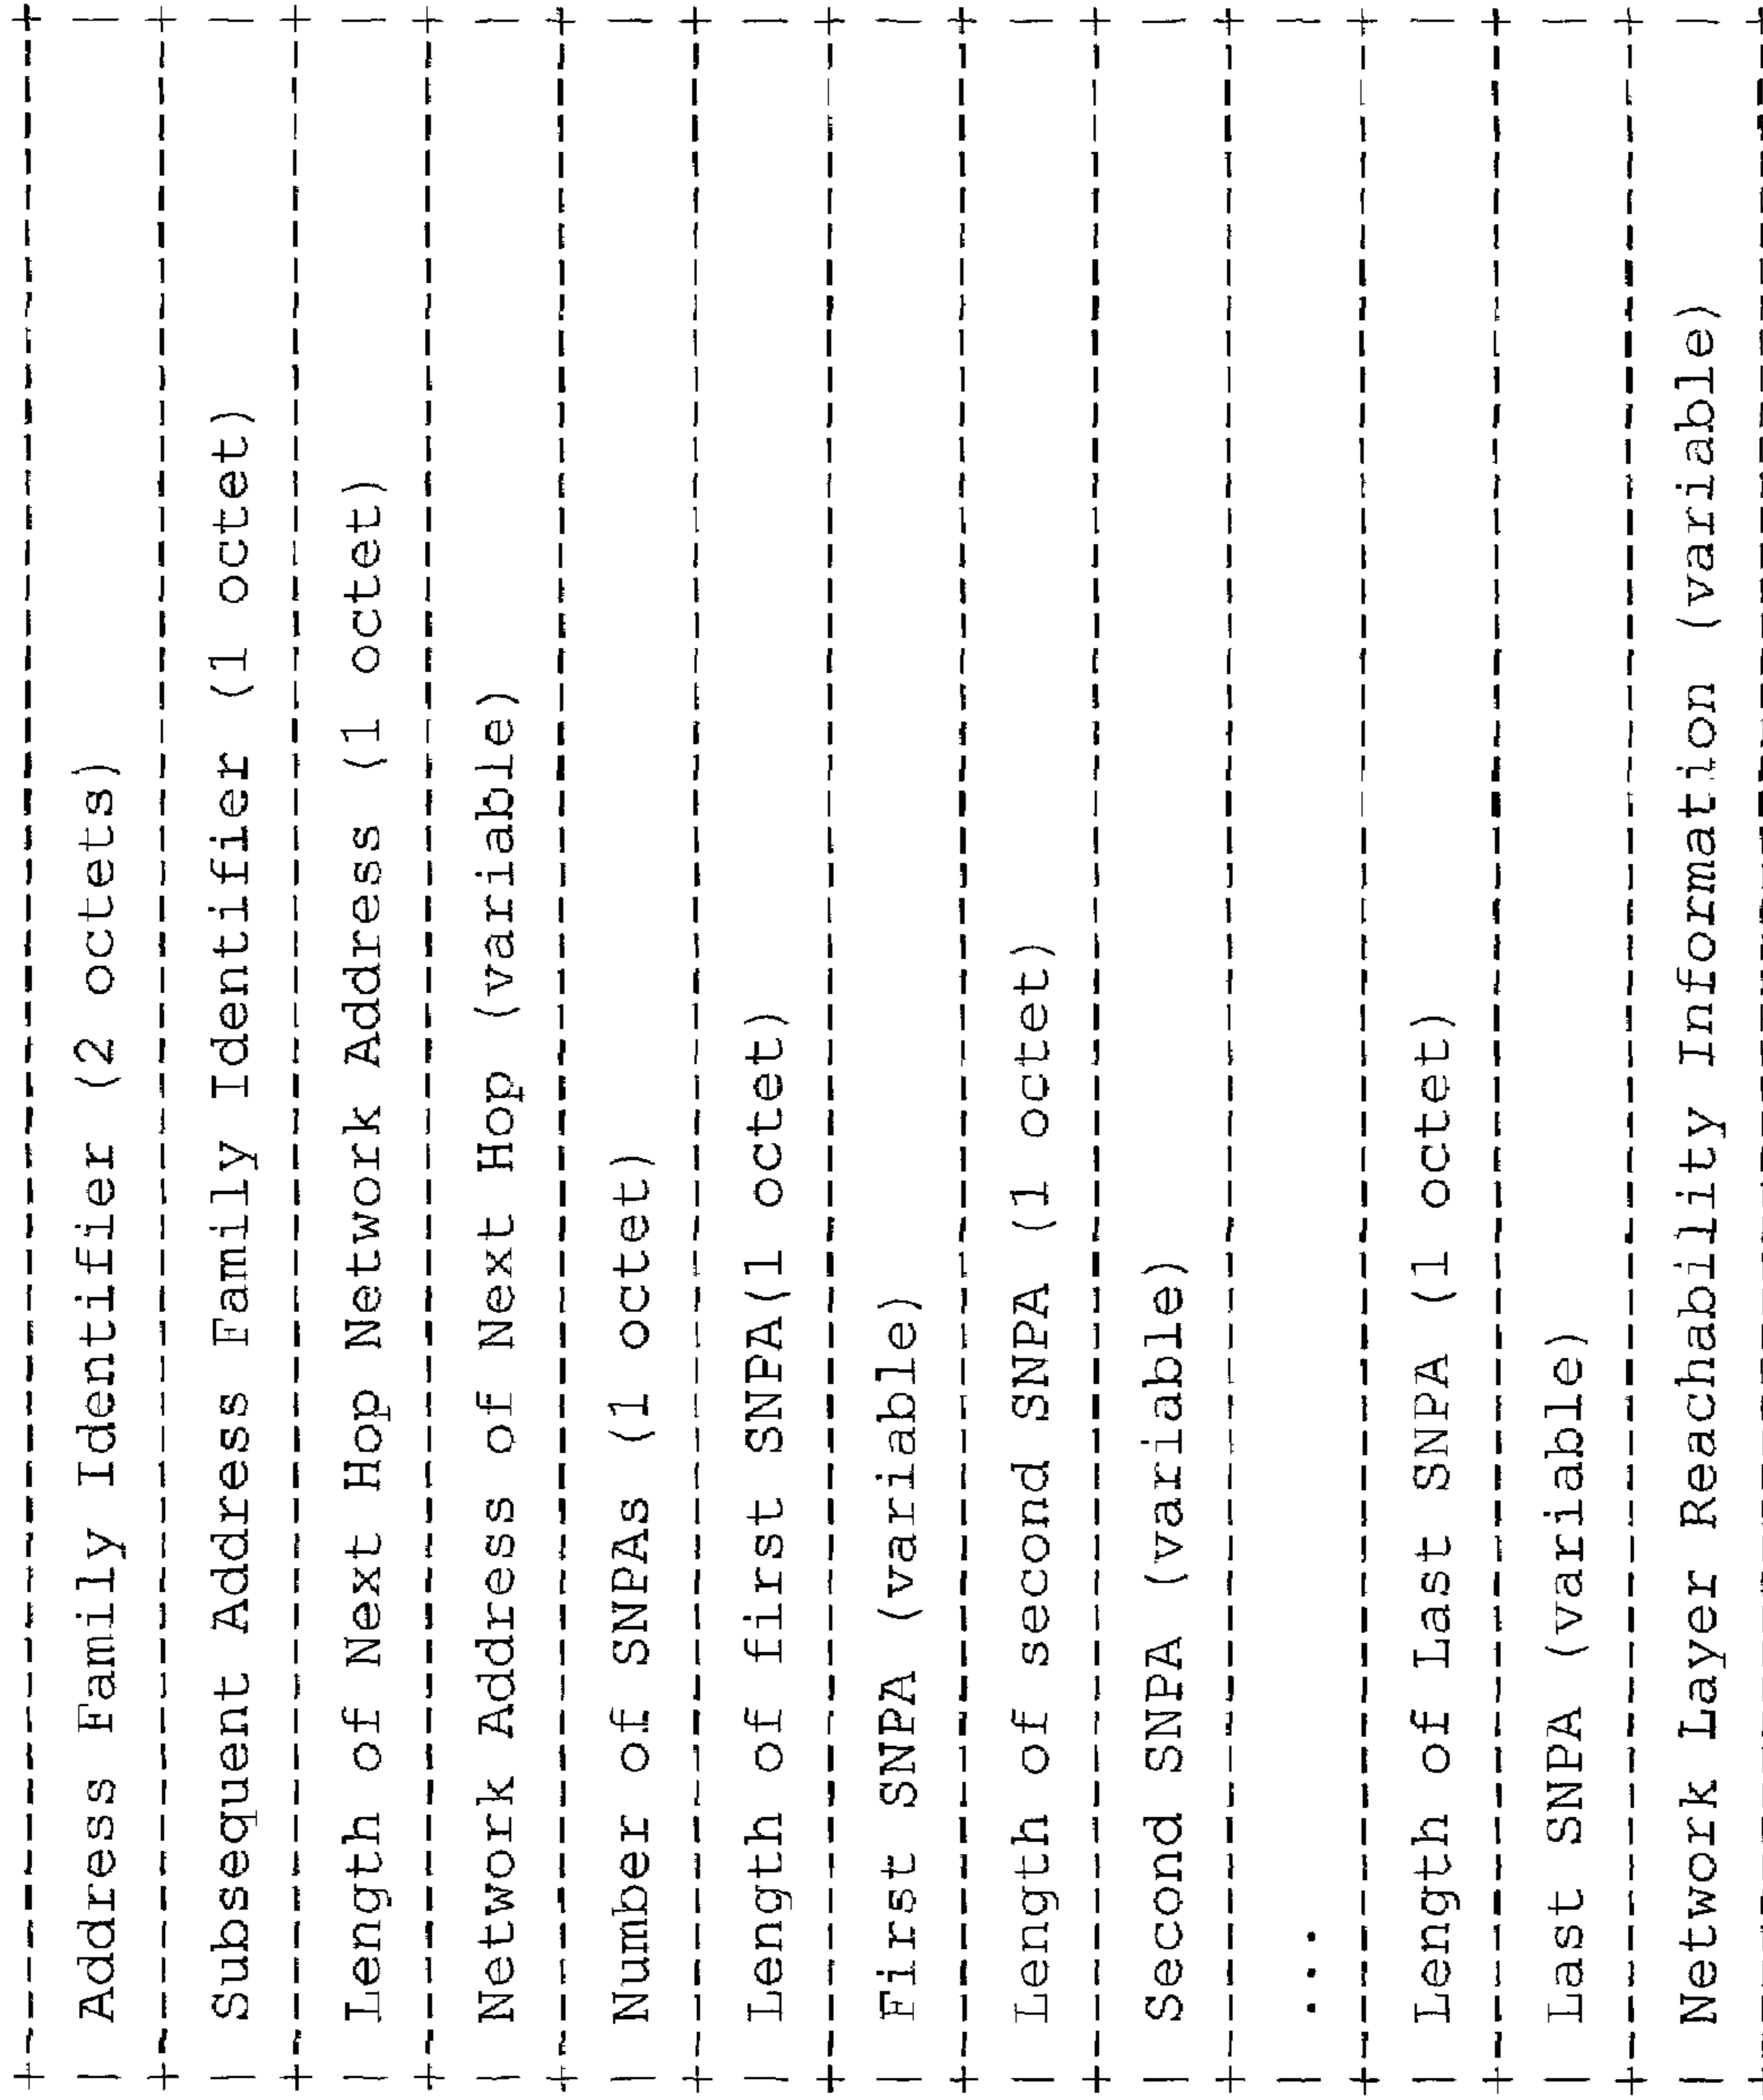 Address Family Identifier (2 octets)
Subsequent Address Family Identifier (1 octet)
Length of Next Hop Network Address (1 octet)
Network Address of Next Hop (variable)
Number of SNPAs (1 octet)
Length of first SNPA(1 octet)
First SNPA (variable)
Length of second SNPA (1 octet)
Second SNPA (variable)
...
Length of Last SNPA (1 octet)
Last SNPA (variable)
Network Layer Reachability Information (variable)